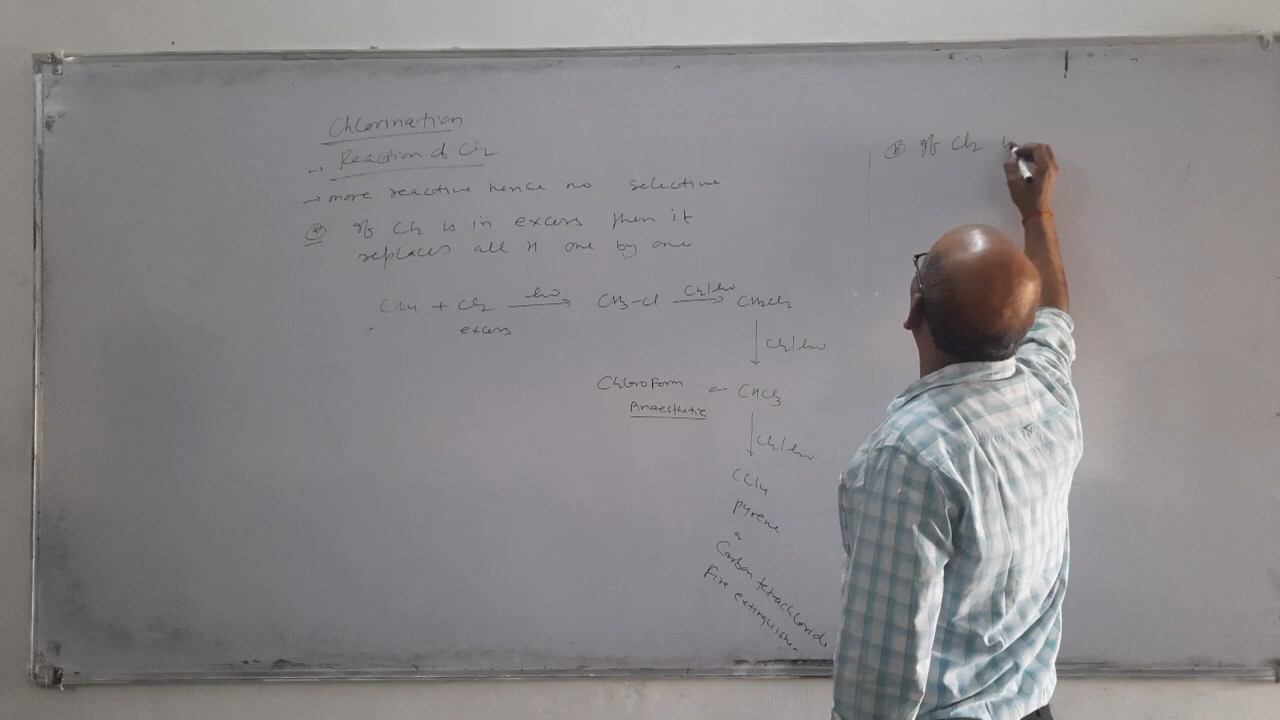 Chlorination
→ Reaction of Cl2
→ more reactive hence no selective
(a) If Cl2 is in excess then it
replaces all H one by one
CH4 + Cl2 —hν→ CH3-Cl —Cl2/hν→ CH2Cl2
excess
↓ Cl2/hν
Chloroform or CHCl3
Anaesthetic
↓ Cl2/hν
CCl4
pyrene
or
Carbon tetrachloride
Fire extinguisher
(b) If Cl2